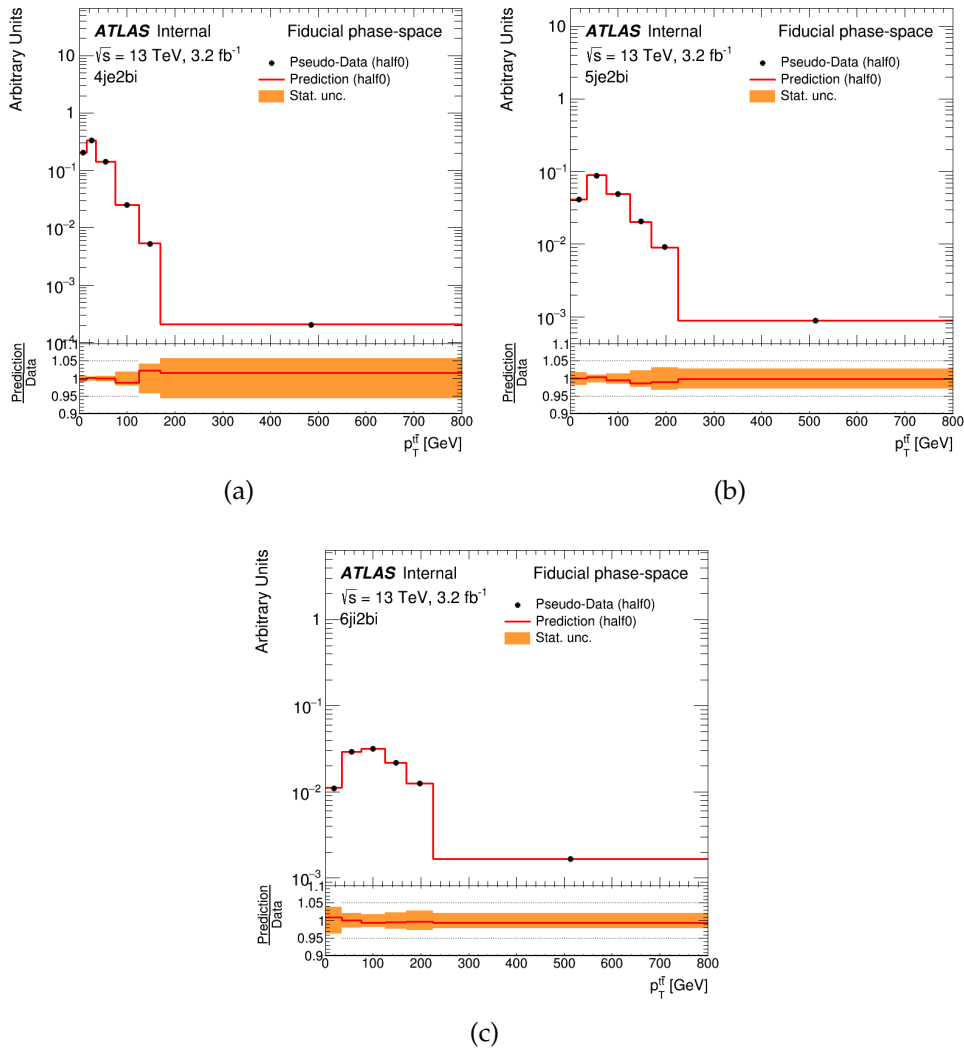 ATLAS Internal
Fiducial phase-space
√s = 13 TeV, 3.2 fb⁻¹
4je2bi
Pseudo-Data (half0)
Prediction (half0)
Stat. unc.
Arbitrary Units
10
1
10⁻¹
10⁻²
10⁻³
10⁻⁴
Prediction
Data
1.1
1.05
1
0.95
0.9
0 100 200 300 400 500 600 700 800
p_T^{tt̄} [GeV]
(a)
ATLAS Internal
Fiducial phase-space
√s = 13 TeV, 3.2 fb⁻¹
5je2bi
Pseudo-Data (half0)
Prediction (half0)
Stat. unc.
Arbitrary Units
10
1
10⁻¹
10⁻²
10⁻³
Prediction
Data
1.1
1.05
1
0.95
0.9
0 100 200 300 400 500 600 700 800
p_T^{tt̄} [GeV]
(b)
ATLAS Internal
Fiducial phase-space
√s = 13 TeV, 3.2 fb⁻¹
6ji2bi
Pseudo-Data (half0)
Prediction (half0)
Stat. unc.
Arbitrary Units
1
10⁻¹
10⁻²
10⁻³
Prediction
Data
1.1
1.05
1
0.95
0.9
0 100 200 300 400 500 600 700 800
p_T^{tt̄} [GeV]
(c)